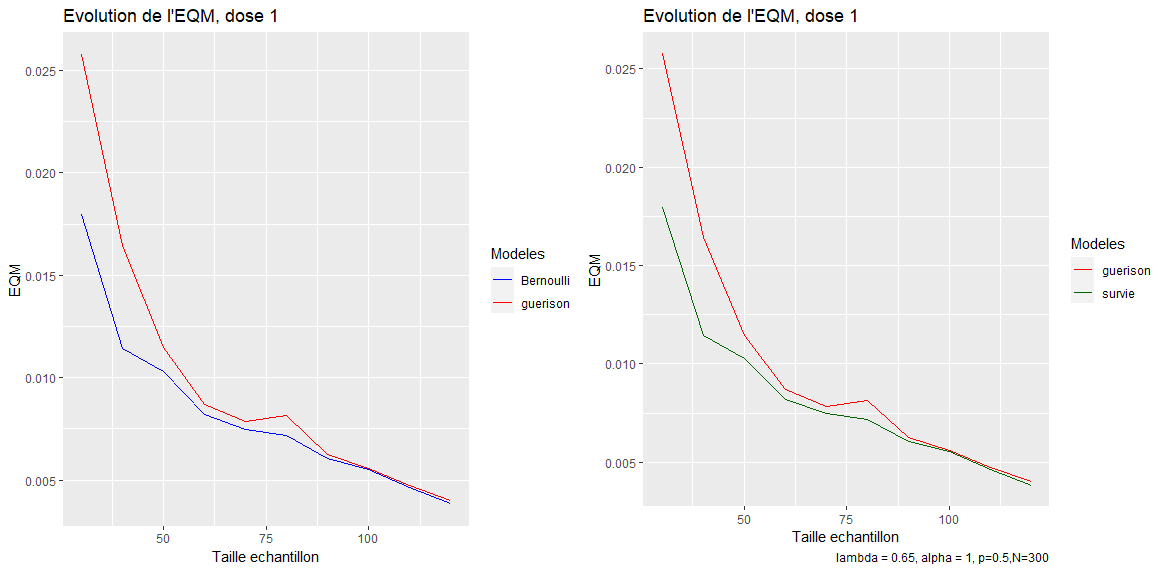 Evolution de l'EQM, dose 1
EQM
0.025
0.020
0.015
0.010
0.005
50
75
100
Taille echantillon
Modeles
Bernoulli
guerison
Evolution de l'EQM, dose 1
EQM
0.025
0.020
0.015
0.010
0.005
50
75
100
Taille echantillon
lambda = 0.65, alpha = 1, p=0.5,N=300
Modeles
guerison
survie